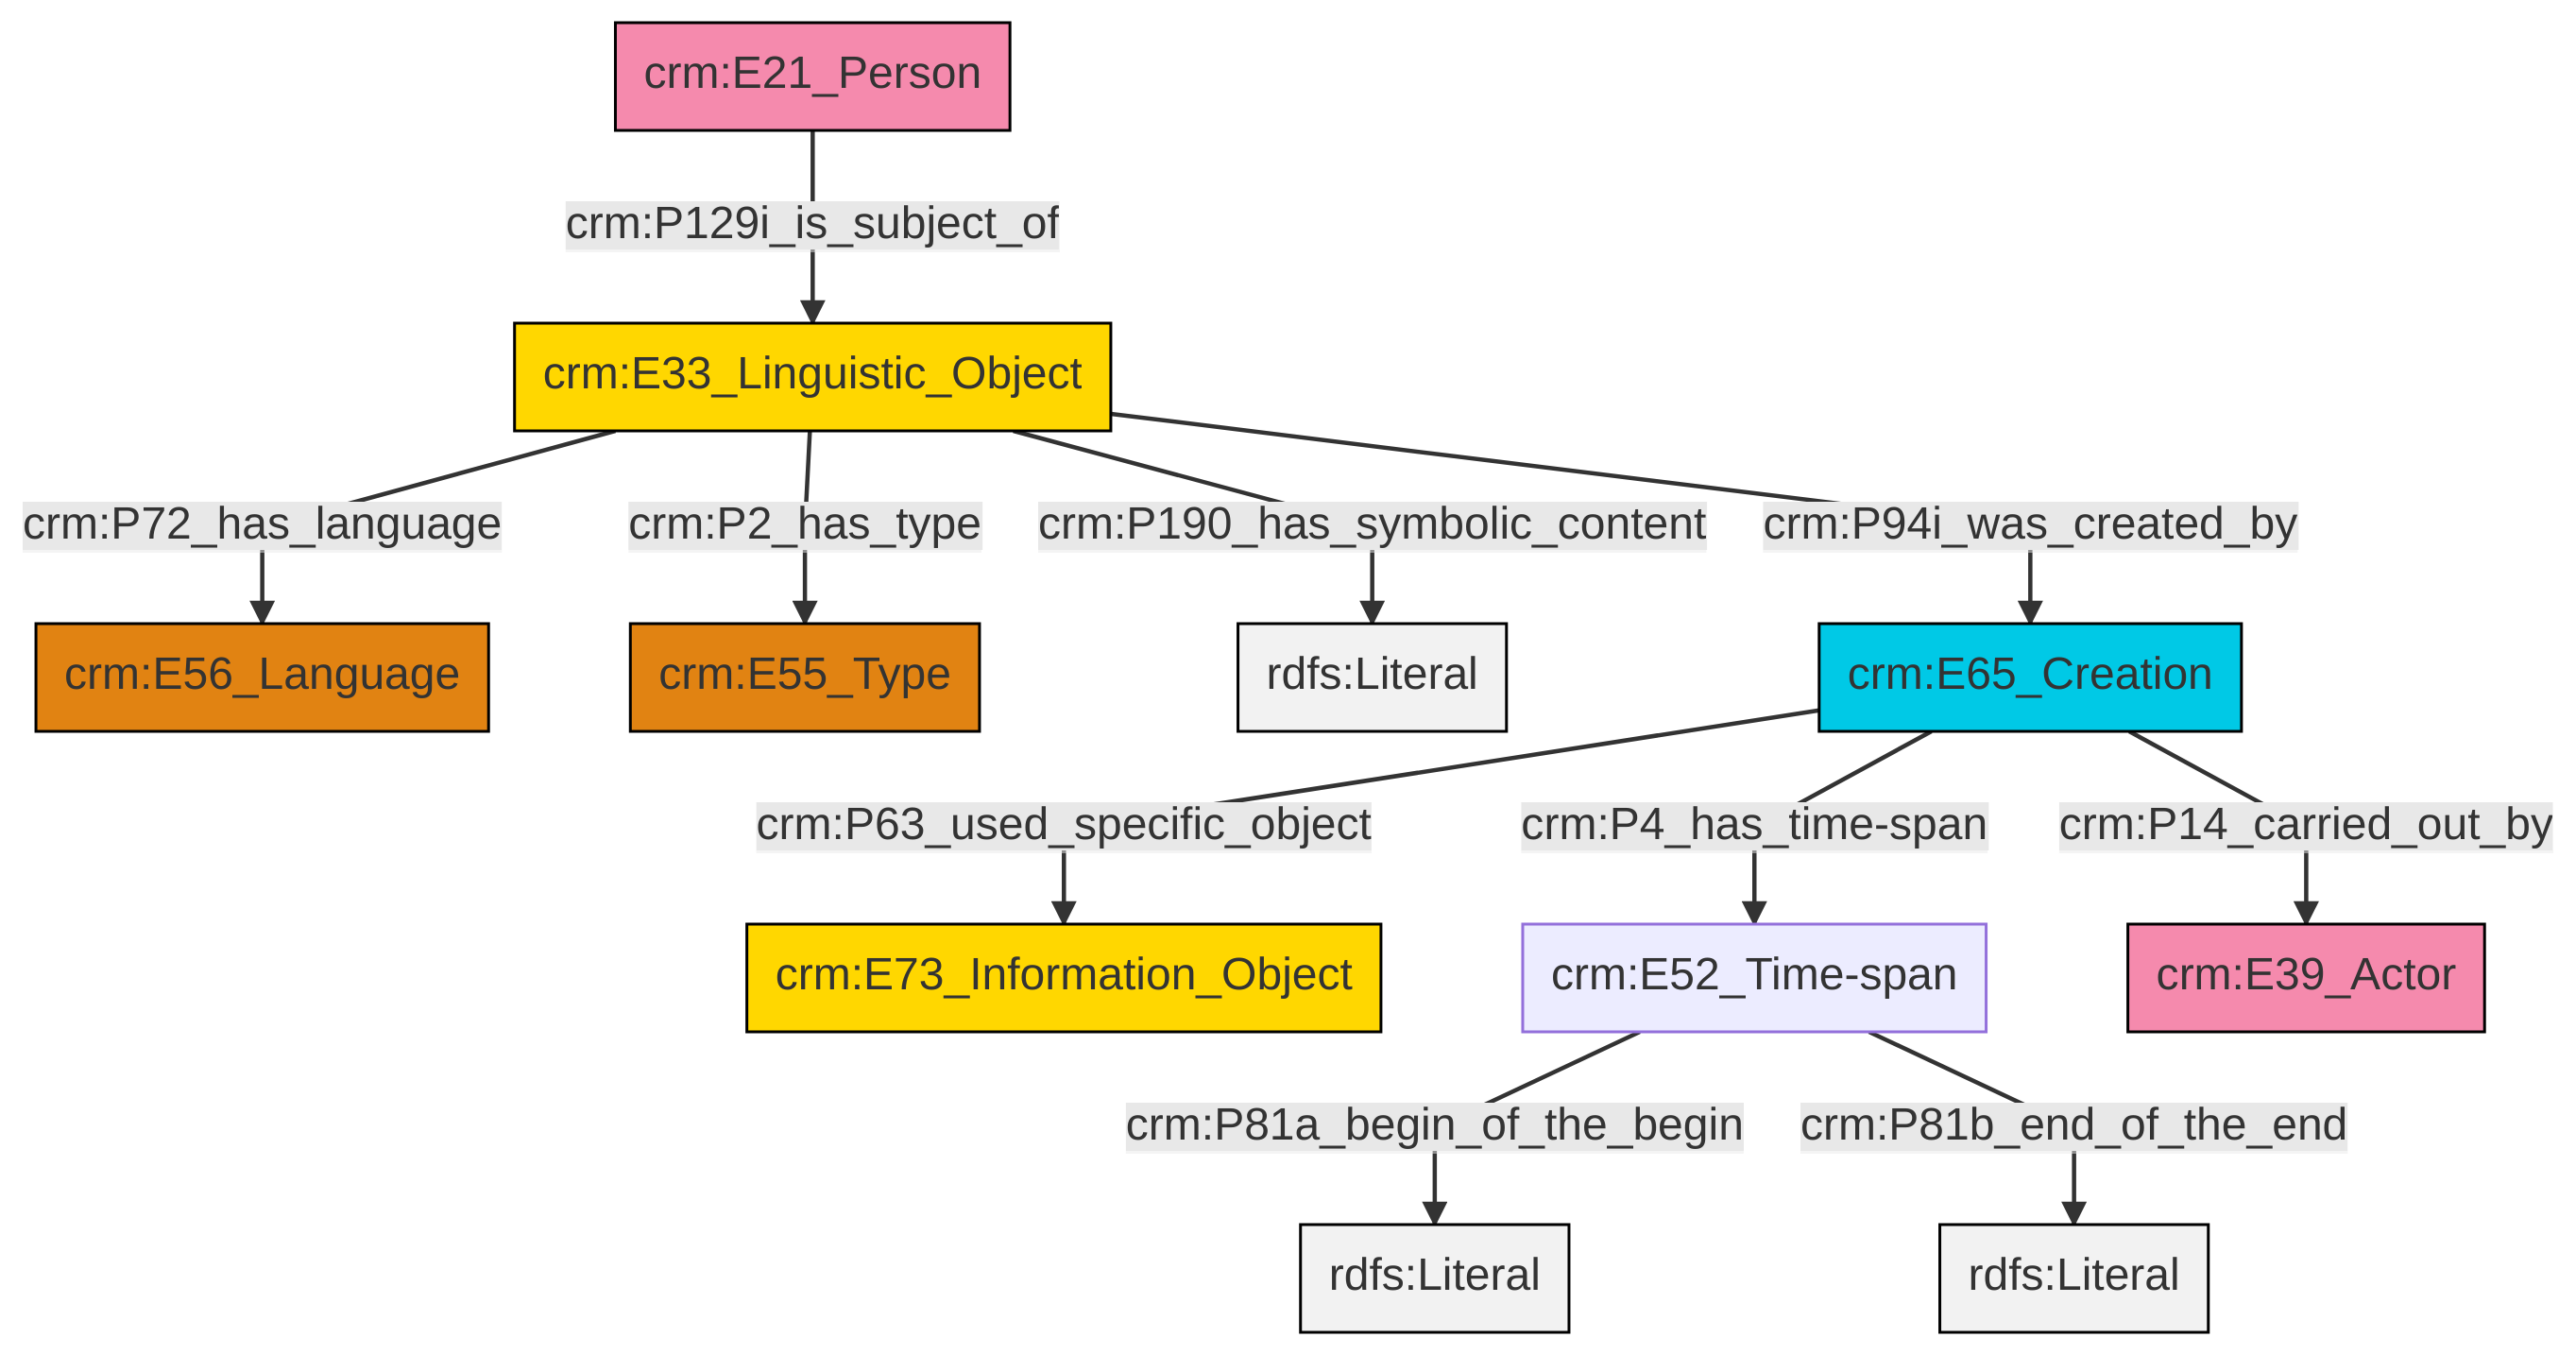 crm:E21_Person
crm:P129i_is_subject_of
crm:E33_Linguistic_Object
crm:P72_has_language
crm:P2_has_type
crm:P190_has_symbolic_content
crm:P94i_was_created_by
crm:E56_Language
crm:E55_Type
rdfs:Literal
crm:E65_Creation
crm:P63_used_specific_object
crm:P4_has_time-span
crm:P14_carried_out_by
crm:E73_Information_Object
crm:E52_Time-span
crm:E39_Actor
crm:P81a_begin_of_the_begin
crm:P81b_end_of_the_end
rdfs:Literal
rdfs:Literal